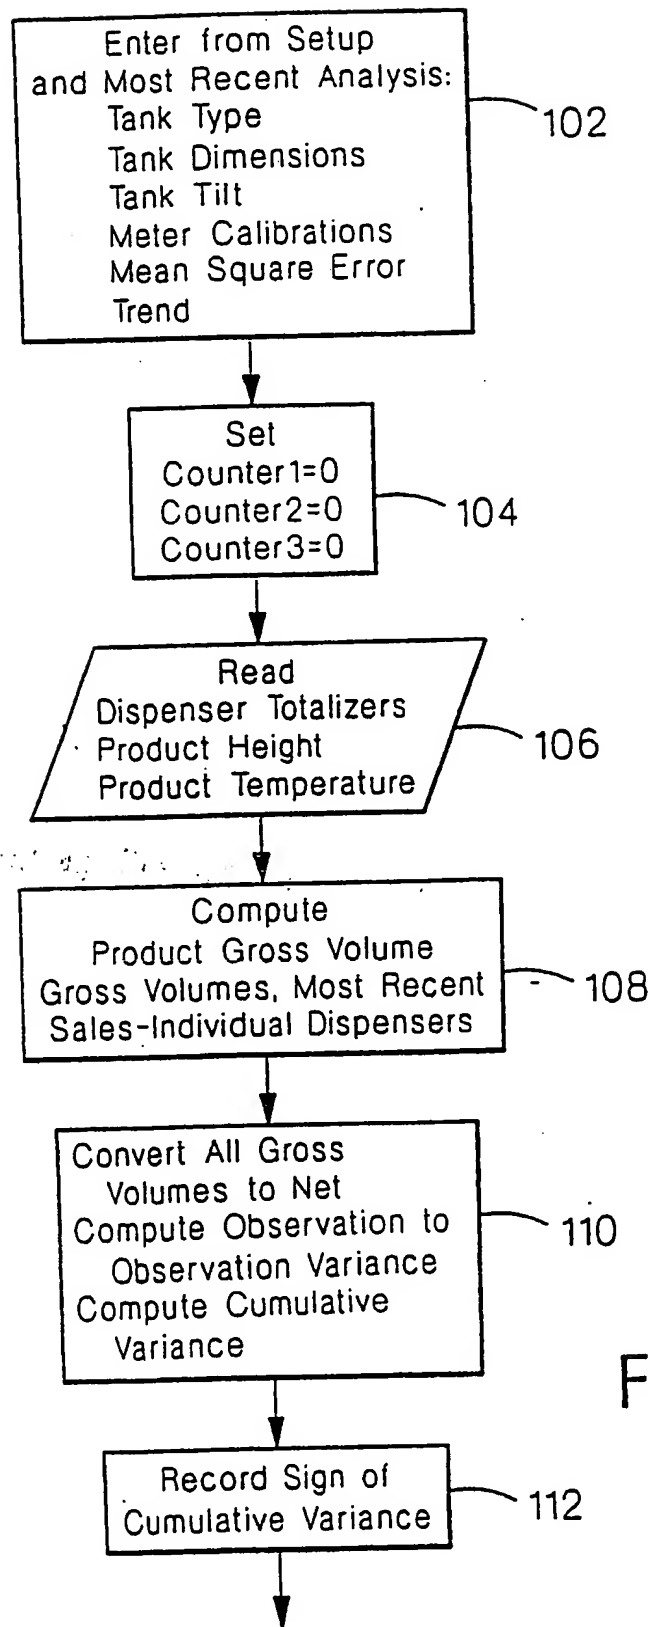 Enter from Setup
and Most Recent Analysis:
Tank Type
Tank Dimensions
Tank Tilt
Meter Calibrations
Mean Square Error
Trend
102
Set
Counter1=0
Counter2=0
Counter3=0
104
Read
Dispenser Totalizers
Product Height
Product Temperature
106
Compute
Product Gross Volume
Gross Volumes, Most Recent
Sales-Individual Dispensers
108
Convert All Gross
Volumes to Net
Compute Observation to
Observation Variance
Compute Cumulative
Variance
110
F
Record Sign of
Cumulative Variance
112